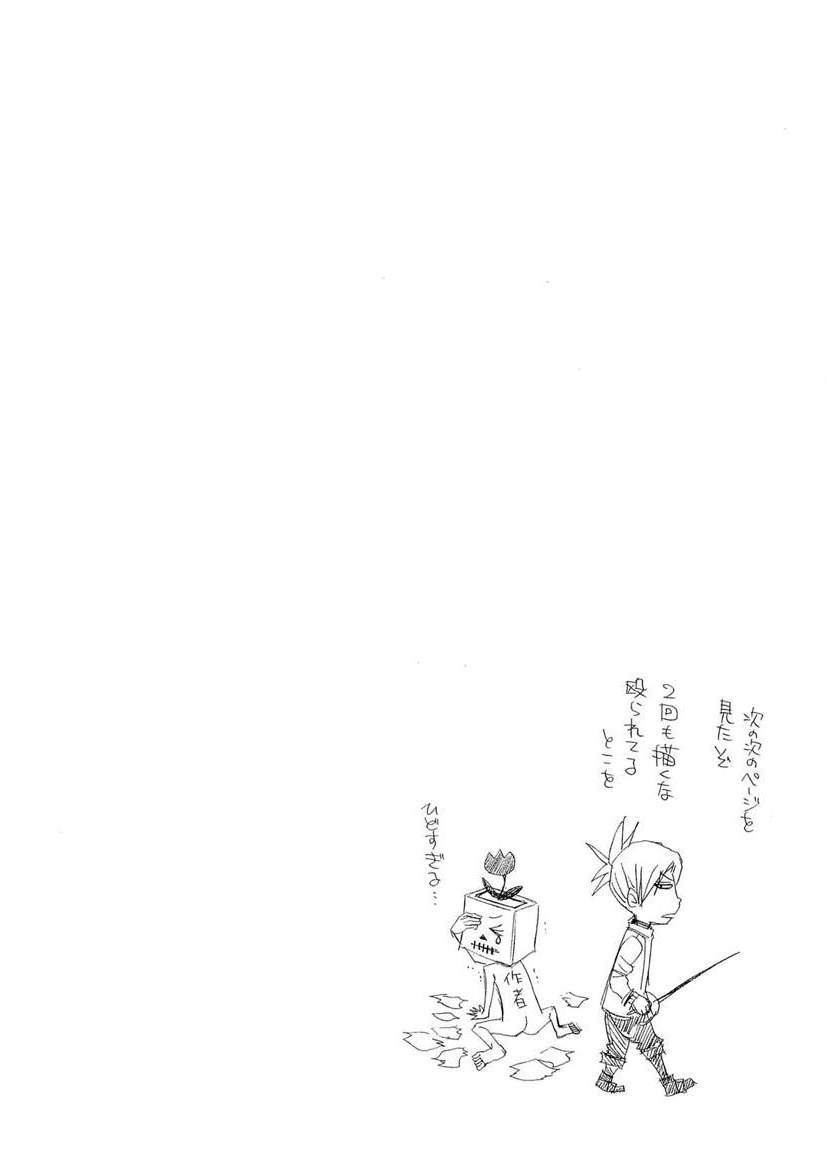 次の次のページを
見たいぞ
2回も描くな
殴られてる
とこを
ひどすぎる…
作者